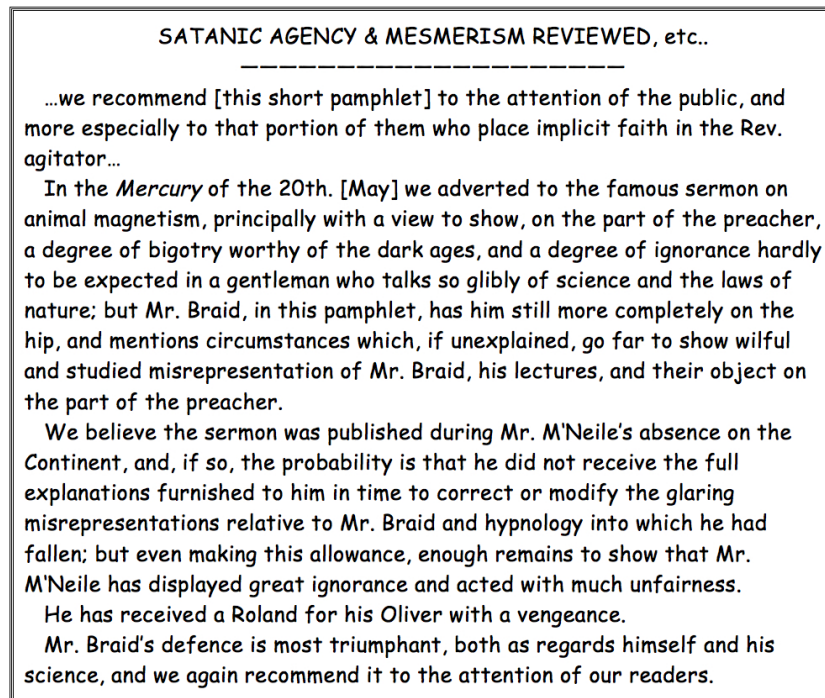 SATANIC AGENCY & MESMERISM REVIEWED, etc..
————————————————————
…we recommend [this short pamphlet] to the attention of the public, and
more especially to that portion of them who place implicit faith in the Rev.
agitator…
In the Mercury of the 20th. [May] we adverted to the famous sermon on
animal magnetism, principally with a view to show, on the part of the preacher,
a degree of bigotry worthy of the dark ages, and a degree of ignorance hardly
to be expected in a gentleman who talks so glibly of science and the laws of
nature; but Mr. Braid, in this pamphlet, has him still more completely on the
hip, and mentions circumstances which, if unexplained, go far to show wilful
and studied misrepresentation of Mr. Braid, his lectures, and their object on
the part of the preacher.
We believe the sermon was published during Mr. M‘Neile’s absence on the
Continent, and, if so, the probability is that he did not receive the full
explanations furnished to him in time to correct or modify the glaring
misrepresentations relative to Mr. Braid and hypnology into which he had
fallen; but even making this allowance, enough remains to show that Mr.
M‘Neile has displayed great ignorance and acted with much unfairness.
He has received a Roland for his Oliver with a vengeance.
Mr. Braid’s defence is most triumphant, both as regards himself and his
science, and we again recommend it to the attention of our readers.